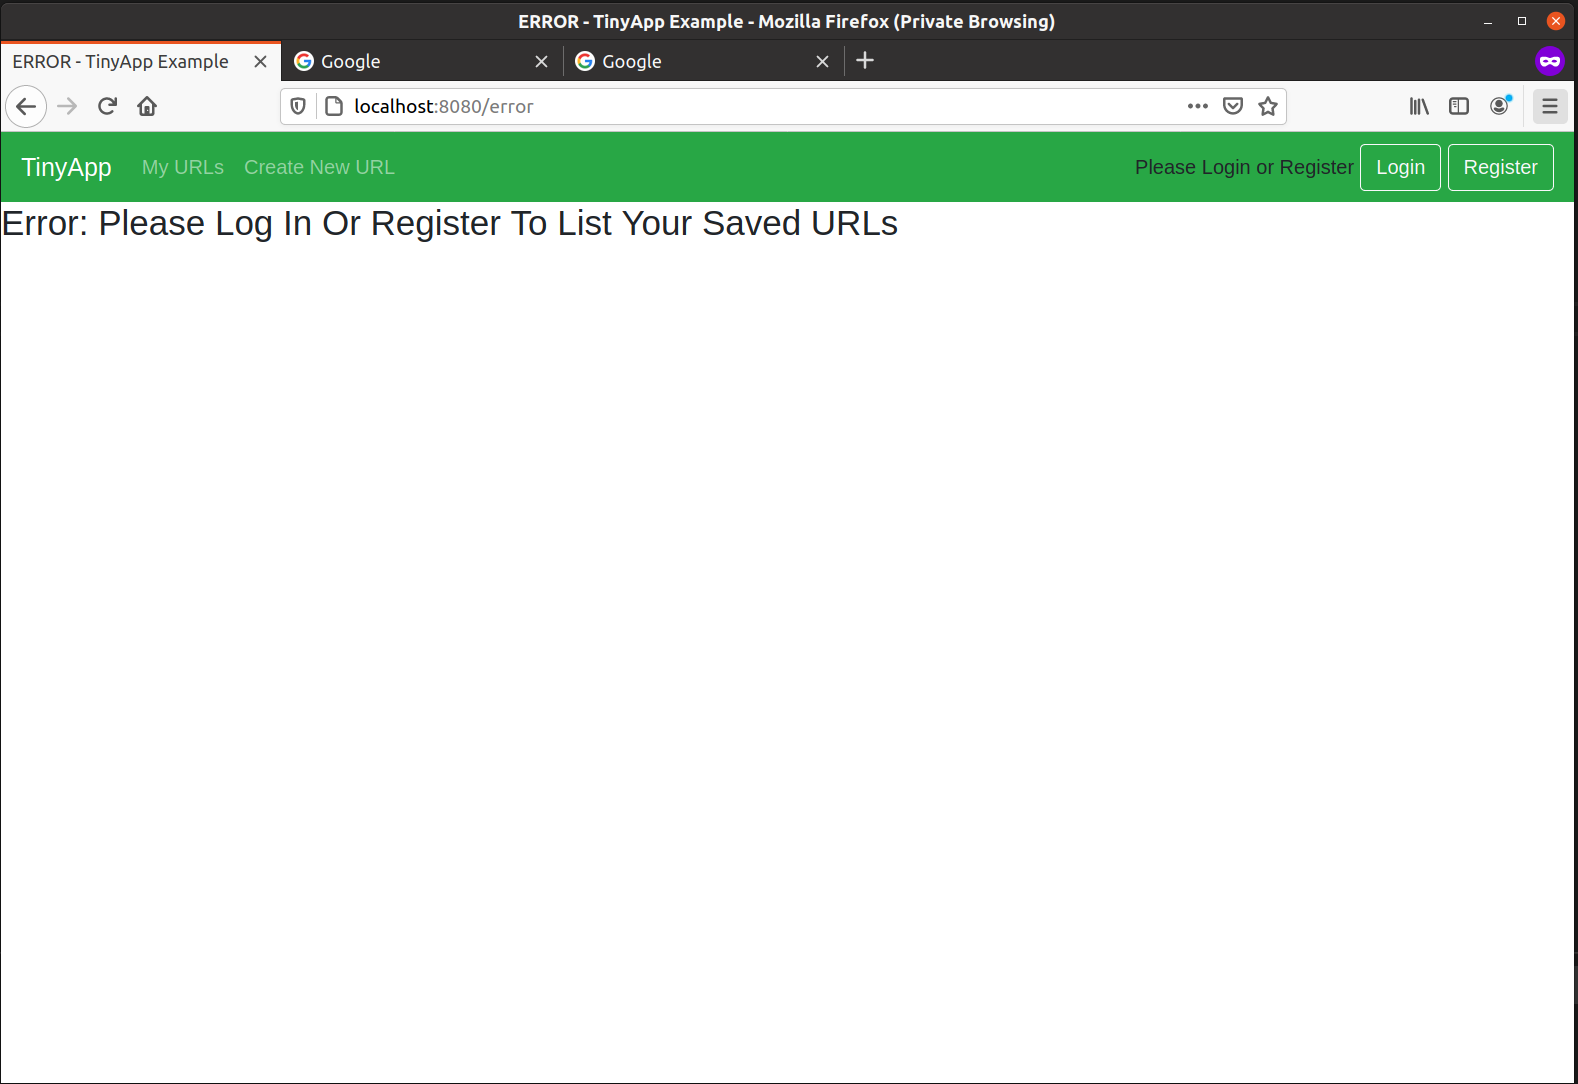 ERROR - TinyApp Example - Mozilla Firefox (Private Browsing)
ERROR - TinyApp Example
Google
Google
localhost:8080/error
TinyApp
My URLs
Create New URL
Please Login or Register
Login
Register
Error: Please Log In Or Register To List Your Saved URLs